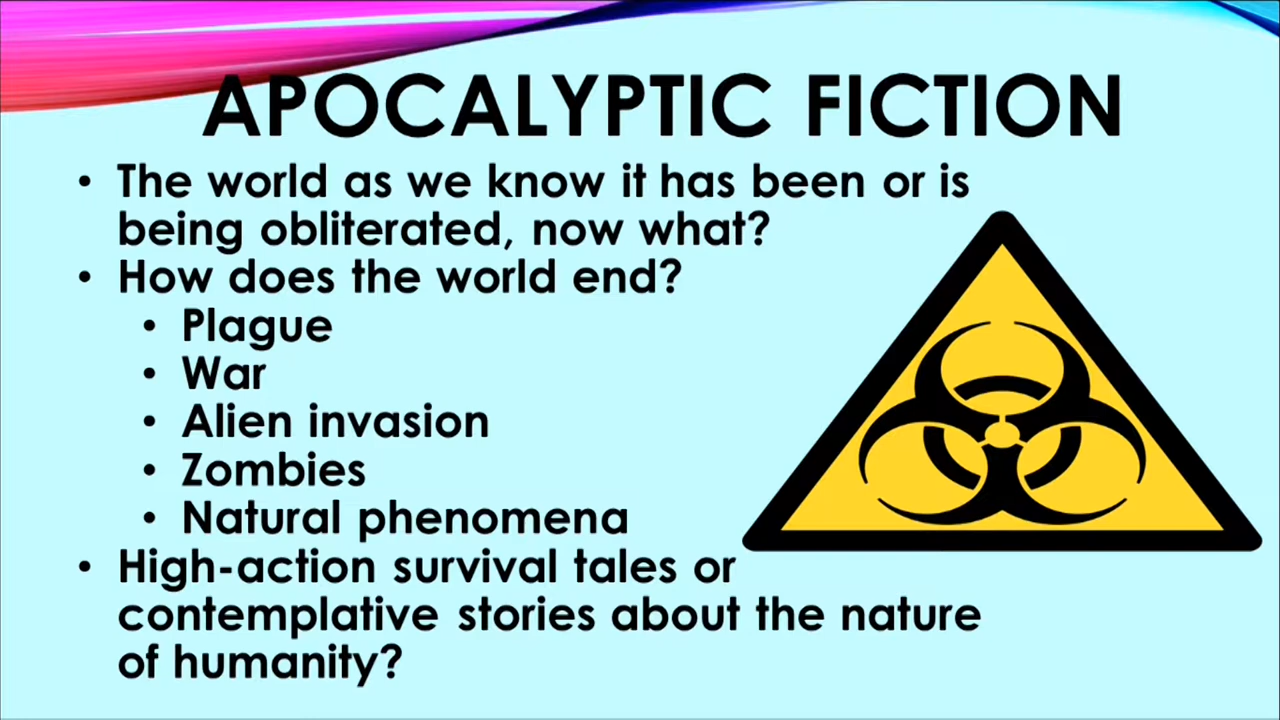 APOCALYPTIC FICTION
• The world as we know it has been or is
being obliterated, now what?
• How does the world end?
• Plague
• War
• Alien invasion
• Zombies
• Natural phenomena
• High-action survival tales or
contemplative stories about the nature
of humanity?